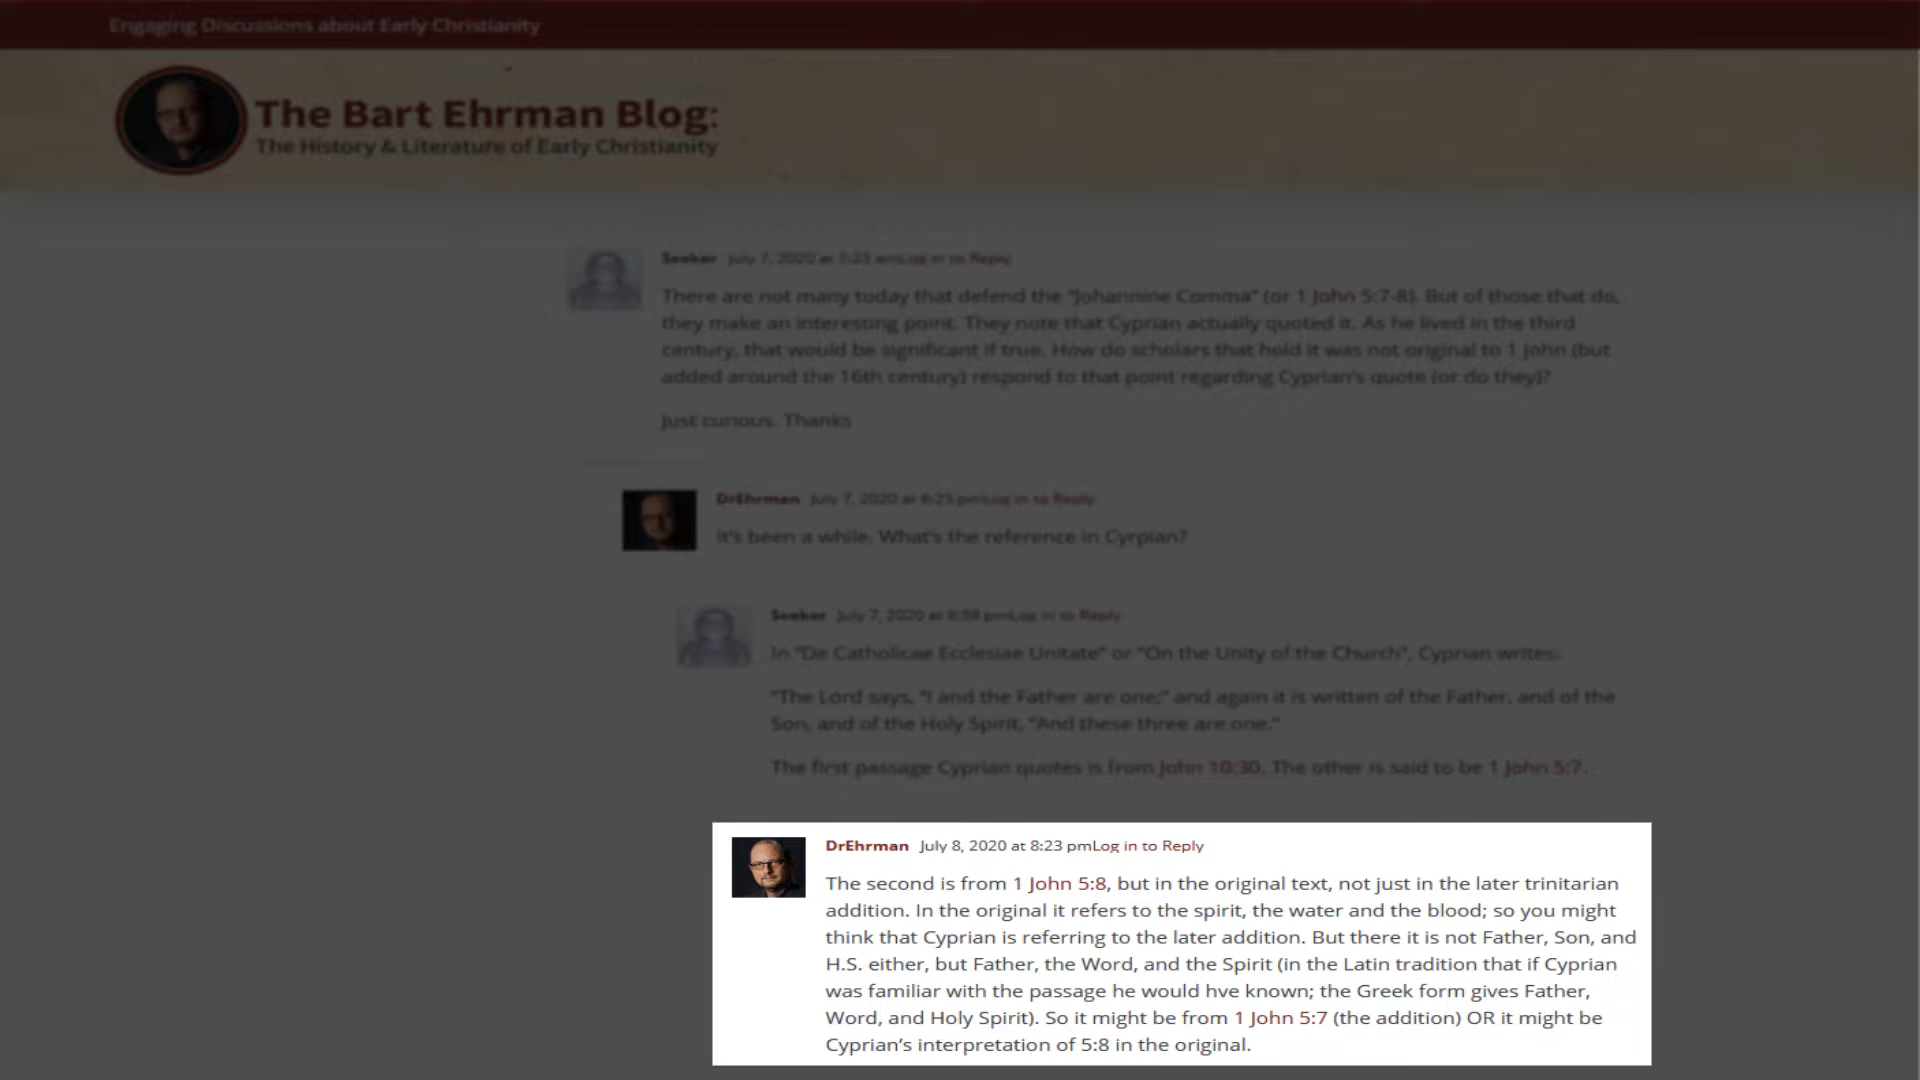 Engaging Discussions about Early Christianity
The Bart Ehrman Blog:
The History & Literature of Early Christianity
Seeker July 7, 2020 at 7:23 amLog in to Reply
There are not many today that defend the “Johannine Comma” (or 1 John 5:7-8). But of those that do,
they make an interesting point. They note that Cyprian actually quoted it. As he lived in the third
century, that would be significant if true. How do scholars that hold it was not original to 1 John (but
added around the 16th century) respond to that point regarding Cyprian’s quote (or do they)?
Just curious. Thanks
DrEhrman July 7, 2020 at 6:25 pmLog in to Reply
It’s been a while. What’s the reference in Cyrpian?
Seeker July 7, 2020 at pmLog in to Reply
In “De Catholicae Ecclesiae Unitate” or “On the Unity of the Church”, Cyprian writes:
“The Lord says, “I and the Father are one;” and again it is written of the Father, and of the
Son, and of the Holy Spirit, “And these three are one.”
The first passage Cyprian quotes is from John 10:30. The other is said to be 1 John 5:7.
DrEhrman July 8, 2020 at 8:23 pmLog in to Reply
The second is from 1 John 5:8, but in the original text, not just in the later trinitarian
addition. In the original it refers to the spirit, the water and the blood; so you might
think that Cyprian is referring to the later addition. But there it is not Father, Son, and
H.S. either, but Father, the Word, and the Spirit (in the Latin tradition that if Cyprian
was familiar with the passage he would hve known; the Greek form gives Father,
Word, and Holy Spirit). So it might be from 1 John 5:7 (the addition) OR it might be
Cyprian’s interpretation of 5:8 in the original.